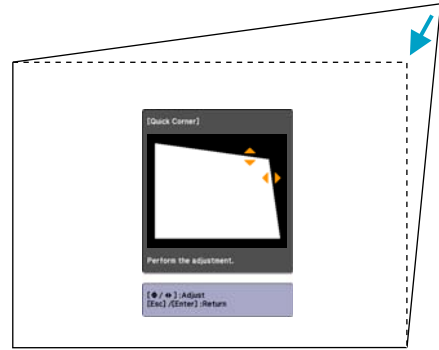 [Quick Corner]
Perform the adjustment.
[ / ] :Adjust
[Esc] /[Enter] :Return